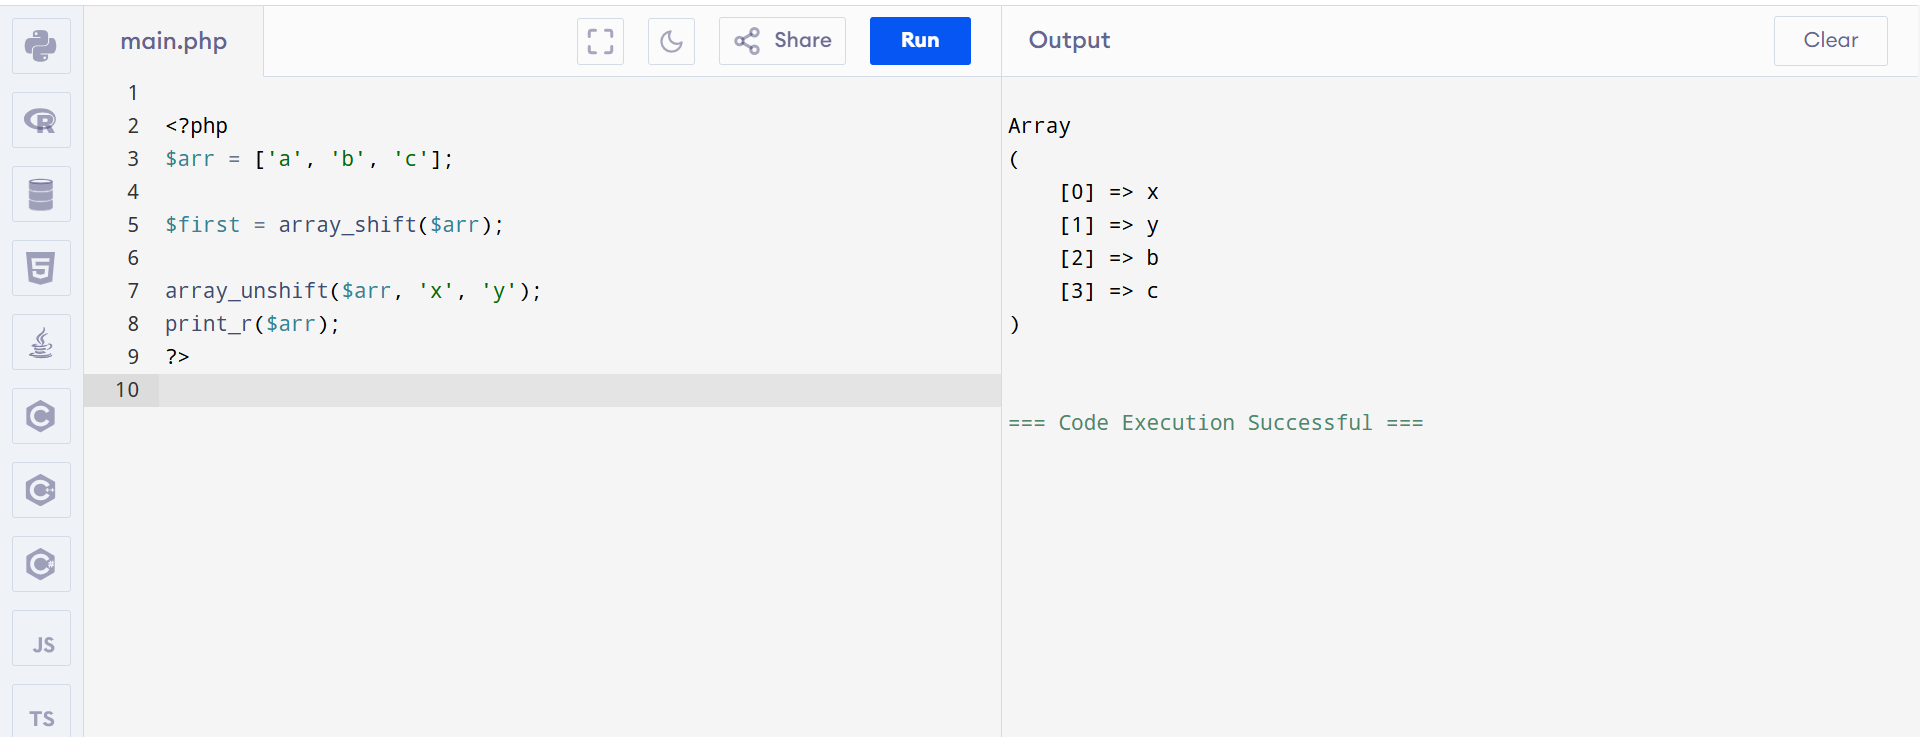 main.php
Share
Run
Output
Clear
1
2 <?php
3 $arr = ['a', 'b', 'c'];
4
5 $first = array_shift($arr);
6
7 array_unshift($arr, 'x', 'y');
8 print_r($arr);
9 ?>
10
Array
(
    [0] => x
    [1] => y
    [2] => b
    [3] => c
)
=== Code Execution Successful ===
R
5
C
C++
C#
JS
TS